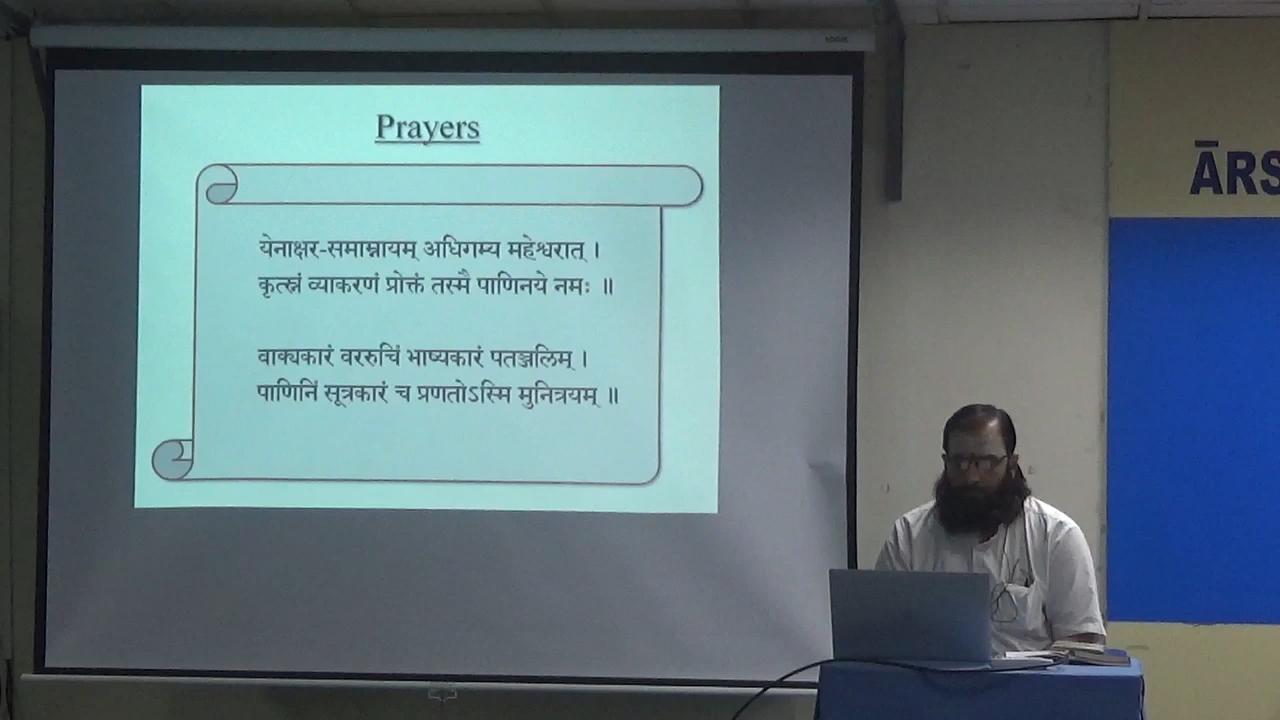 Prayers
येनाक्षर-समाम्नायम् अधिगम्य महेश्वरात् ।
कृत्स्नं व्याकरणं प्रोक्तं तस्मै पाणिनये नमः ॥
वाक्यकारं वररुचिं भाष्यकारं पतञ्जलिम् ।
पाणिनिं सूत्रकारं च प्रणतोऽस्मि मुनित्रयम् ॥
ĀRS